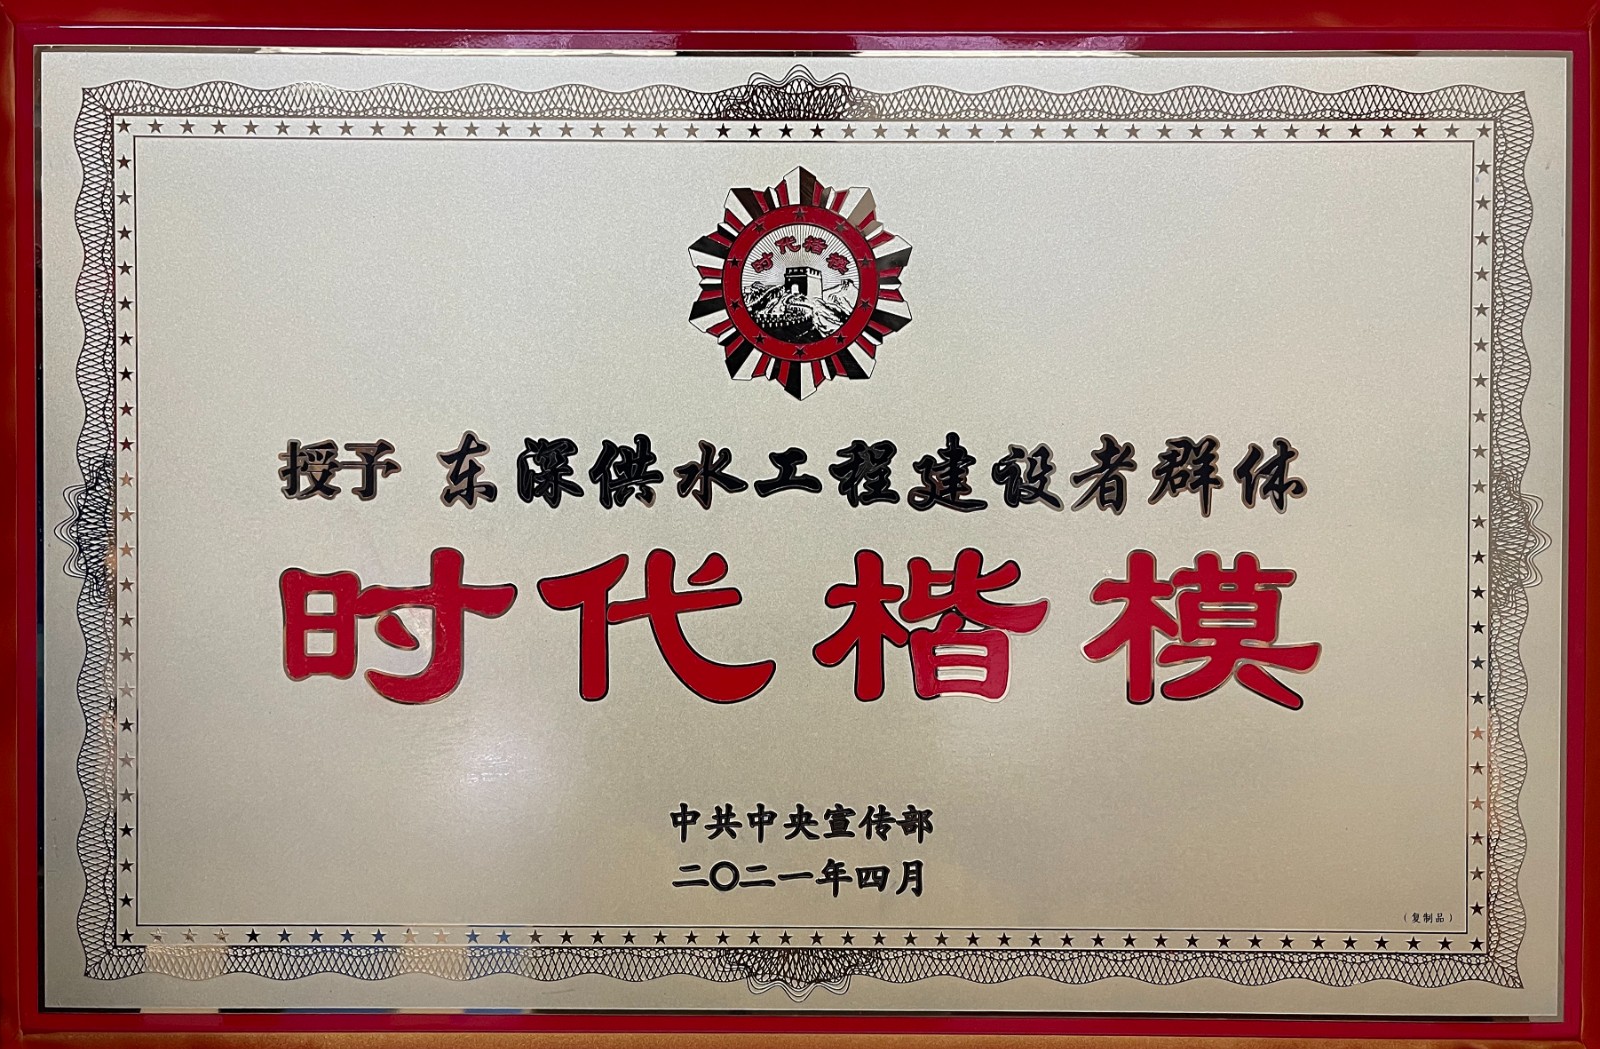 时代楷模
授予 东深供水工程建设者群体
时代楷模
中共中央宣传部
二〇二一年四月
（复制品）